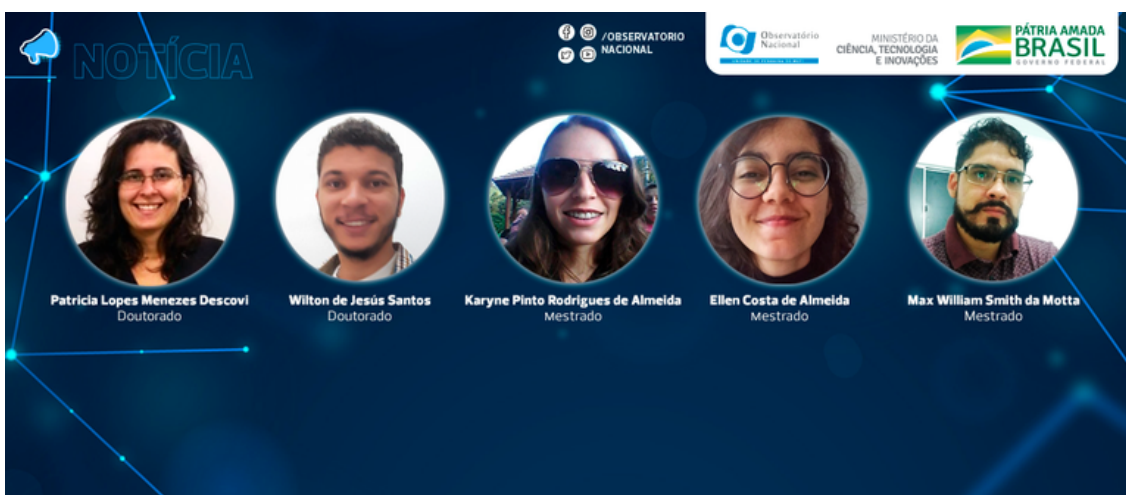 NOTÍCIA
/OBSERVATORIO
NACIONAL
Observatório
Nacional
MINISTÉRIO DA
CIÊNCIA, TECNOLOGIA
E INOVAÇÕES
PÁTRIA AMADA
BRASIL
GOVERNO FEDERAL
Patricia Lopes Menezes Descovi
Doutorado
Wilton de Jesús Santos
Doutorado
Karyne Pinto Rodrigues de Almeida
Mestrado
Ellen Costa de Almeida
Mestrado
Max William Smith da Motta
Mestrado